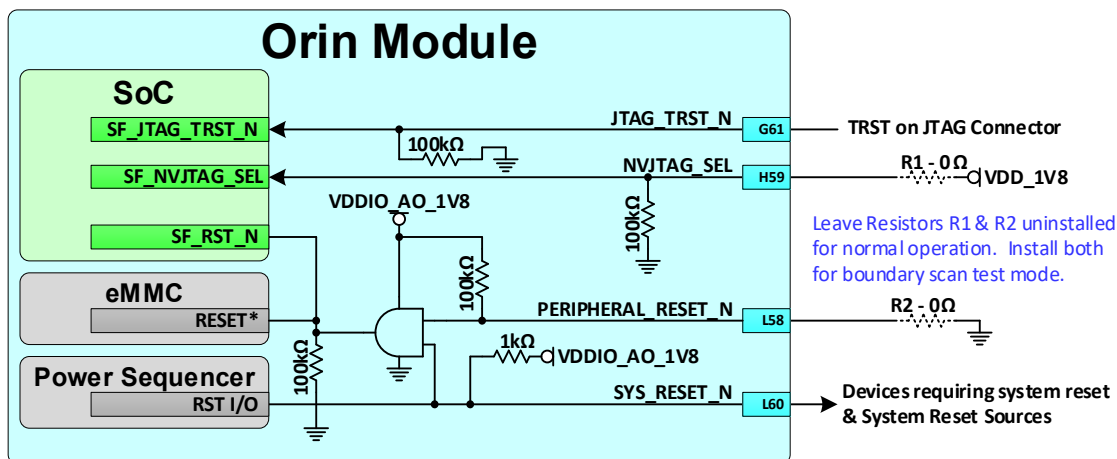 Orin Module
SoC
SF_JTAG_TRST_N
JTAG_TRST_N
G61
TRST on JTAG Connector
100kΩ
SF_NVJTAG_SEL
NVJTAG_SEL
H59
R1 - 0Ω
VDD_1V8
VDDIO_AO_1V8
100kΩ
SF_RST_N
Leave Resistors R1 & R2 uninstalled
for normal operation. Install both
for boundary scan test mode.
100kΩ
eMMC
RESET*
PERIPHERAL_RESET_N
L58
R2 - 0Ω
100kΩ
1kΩ
VDDIO_AO_1V8
Power Sequencer
RST I/O
SYS_RESET_N
L60
Devices requiring system reset
& System Reset Sources